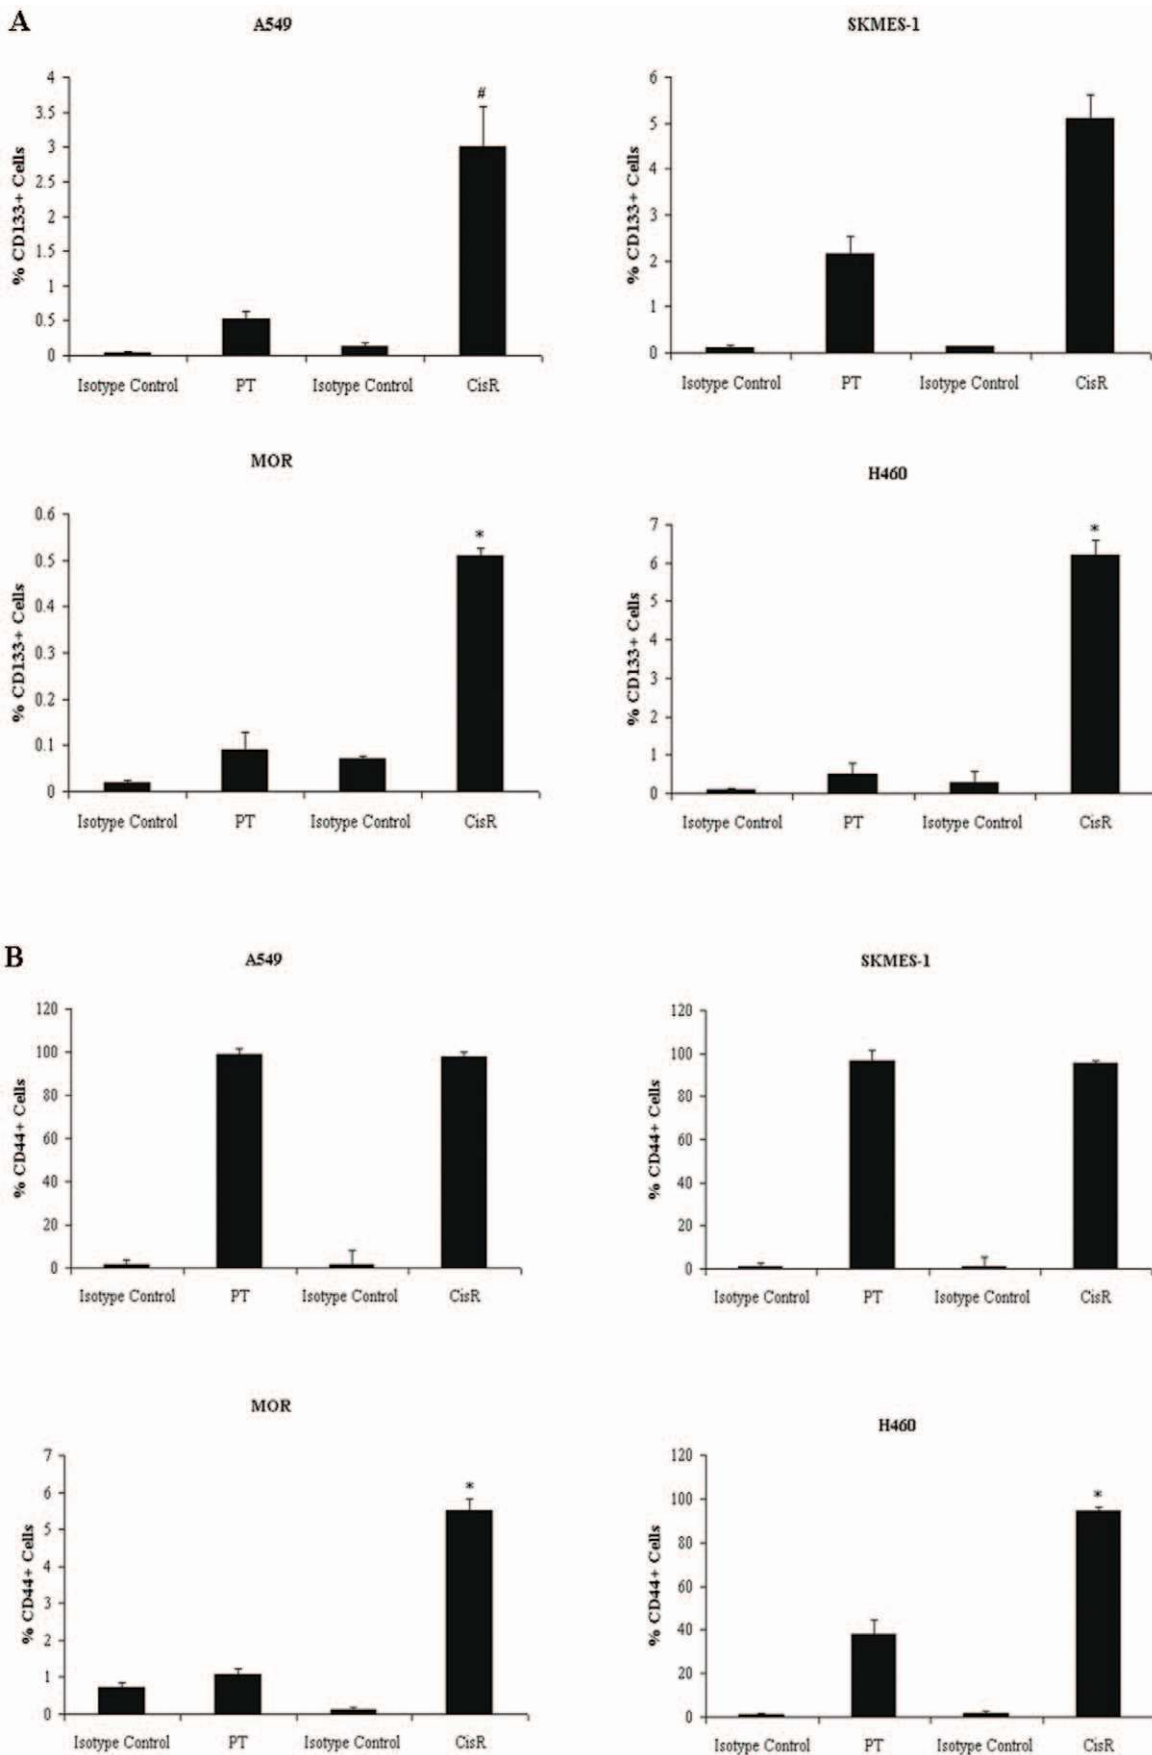 A
A549
% CD133+ Cells
4
3.5
3
2.5
2
1.5
1
0.5
0
#
Isotype Control PT Isotype Control CisR
SKMES-1
% CD133+ Cells
6
5
4
3
2
1
0
Isotype Control PT Isotype Control CisR
MOR
% CD133+ Cells
0.6
0.5
0.4
0.3
0.2
0.1
0
*
Isotype Control PT Isotype Control CisR
H460
% CD133+ Cells
7
6
5
4
3
2
1
0
*
Isotype Control PT Isotype Control CisR
B
A549
% CD44+ Cells
120
100
80
60
40
20
0
Isotype Control PT Isotype Control CisR
SKMES-1
% CD44+ Cells
120
100
80
60
40
20
0
Isotype Control PT Isotype Control CisR
MOR
% CD44+ Cells
7
6
5
4
3
2
1
0
*
Isotype Control PT Isotype Control CisR
H460
% CD44+ Cells
120
100
80
60
40
20
0
*
Isotype Control PT Isotype Control CisR